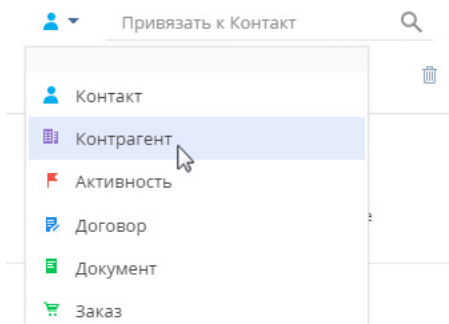 Привязать к Контакт
Контакт
Контрагент
Активность
Договор
е
Документ
Заказ